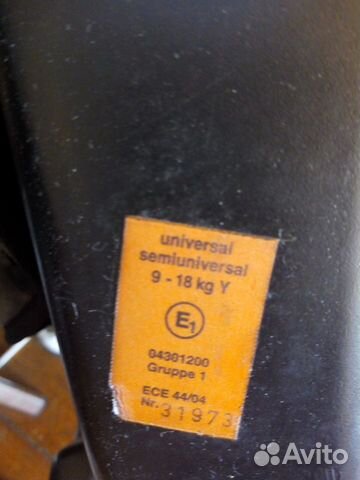 universal
semiuniversal
9 - 18 kg Y
E1
04301200
Gruppe 1
ECE 44/04
Nr. 31973
Avito